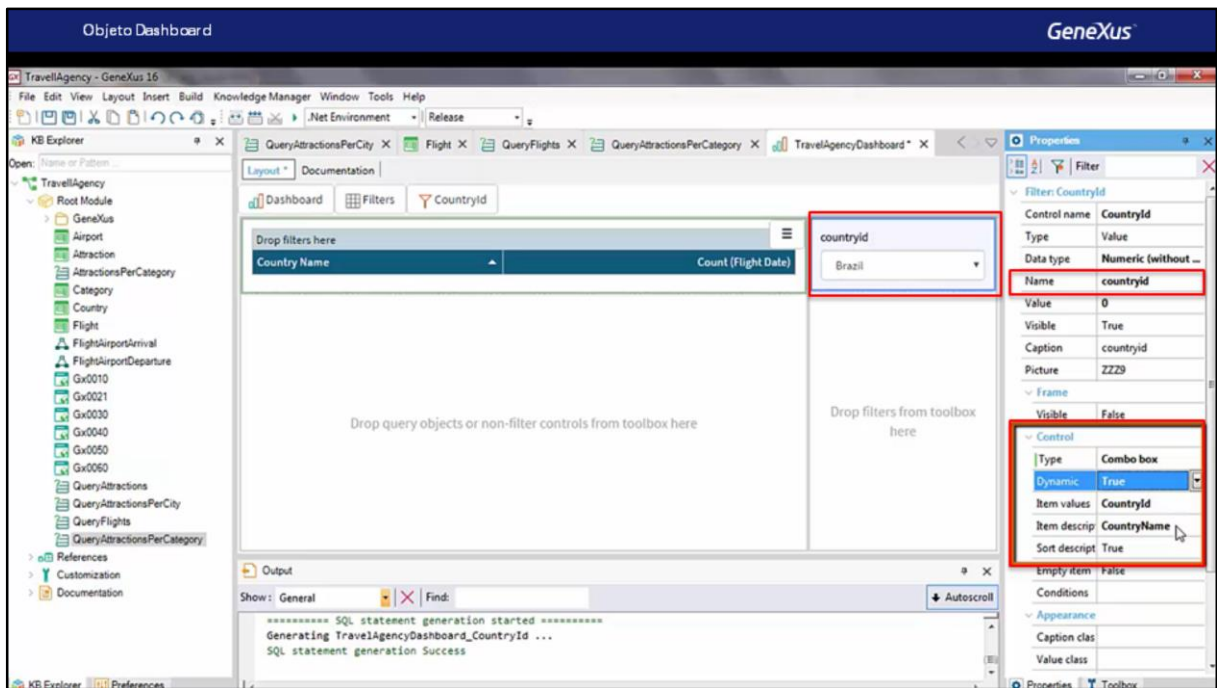 Objeto Dashboard
GeneXus
TravellAgency - GeneXus 16
File Edit View Layout Insert Build Knowledge Manager Window Tools Help
.Net Environment Release
KB Explorer
Open: Name or Pattern ...
TravellAgency
Root Module
GeneXus
Airport
Attraction
AttractionsPerCategory
Category
Country
Flight
FlightAirportArrival
FlightAirportDeparture
Gx0010
Gx0021
Gx0030
Gx0040
Gx0050
Gx0060
QueryAttractions
QueryAttractionsPerCity
QueryFlights
QueryAttractionsPerCategory
References
Customization
Documentation
KB Explorer Preferences
QueryAttractionsPerCity X Flight X QueryFlights X QueryAttractionsPerCategory X TravelAgencyDashboard * X
Layout * Documentation
Dashboard Filters CountryId
Drop filters here
Country Name Count (Flight Date)
countryid
Brazil
Drop query objects or non-filter controls from toolbox here
Drop filters from toolbox
here
Output
Show: General Find: Autoscroll
========== SQL statement generation started ==========
Generating TravelAgencyDashboard_CountryId ...
SQL statement generation Success
Properties
Filter
Filter: CountryId
Control name CountryId
Type Value
Data type Numeric (without ...
Name countryid
Value 0
Visible True
Caption countryid
Picture ZZZ9
Frame
Visible False
Control
Type Combo box
Dynamic True
Item values CountryId
Item descrip CountryName
Sort descript True
Empty item False
Conditions
Appearance
Caption clas
Value class
Properties Toolbox